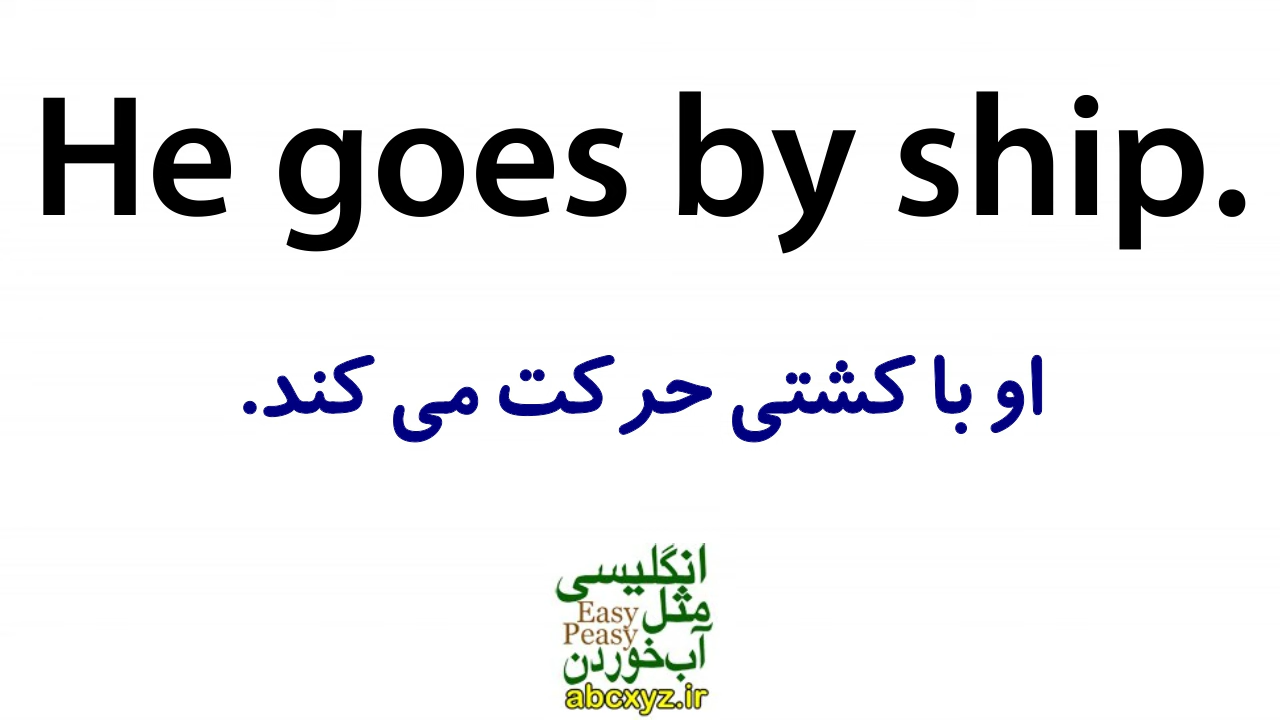 He goes by ship.
او با کشتی حرکت می کند.
انگلیسی
مثل Easy
Peasy
آب خوردن
abcxyz.ir